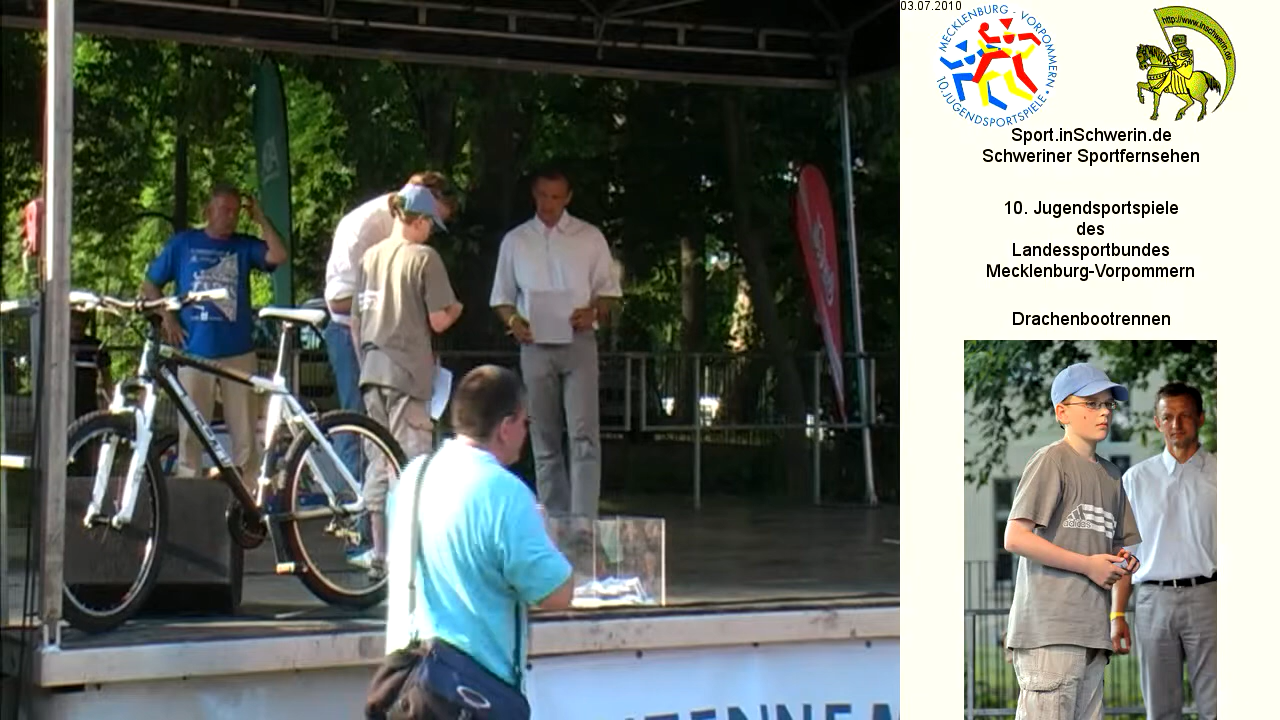 03.07.2010
MECKLENBURG - VORPOMMERN
10. JUGENDSPORTSPIELE
http://www.inschwerin.de
Sport.inSchwerin.de
Schweriner Sportfernsehen
10. Jugendsportspiele
des
Landessportbundes
Mecklenburg-Vorpommern
Drachenbootrennen
adidas